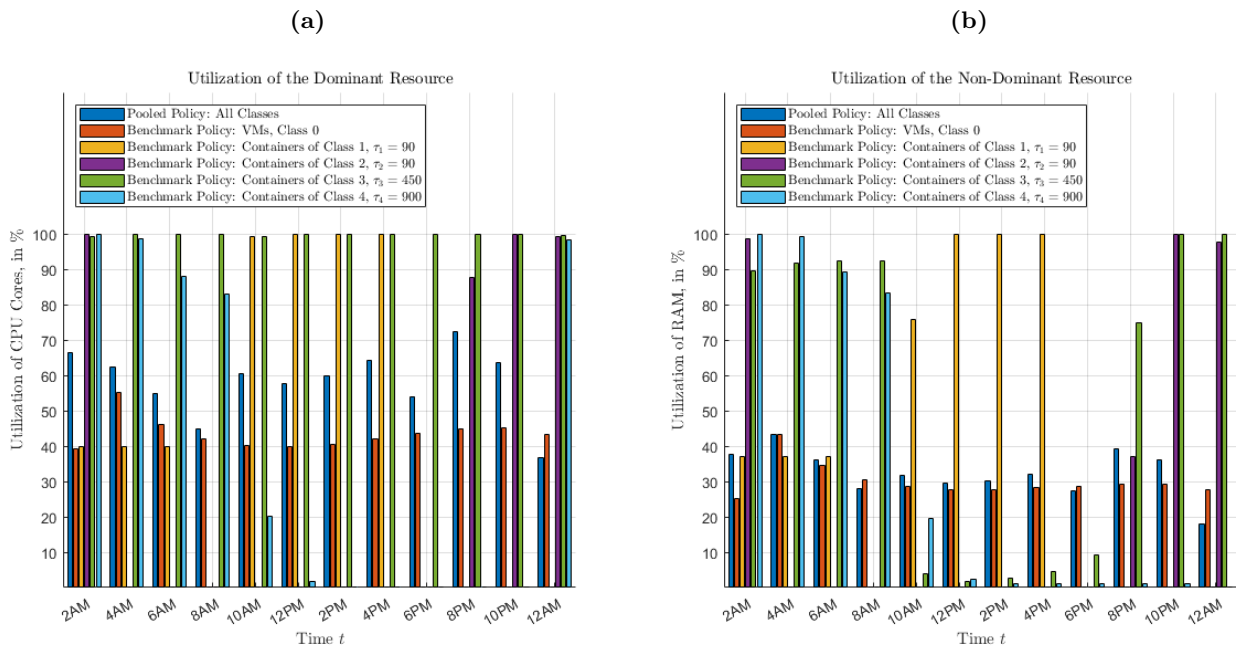 (a)
Utilization of the Dominant Resource
Pooled Policy: All Classes
Benchmark Policy: VMs, Class 0
Benchmark Policy: Containers of Class 1, τ₁ = 90
Benchmark Policy: Containers of Class 2, τ₂ = 90
Benchmark Policy: Containers of Class 3, τ₃ = 450
Benchmark Policy: Containers of Class 4, τ₄ = 900
Utilization of CPU Cores, in %
100
90
80
70
60
50
40
30
20
10
2AM 4AM 6AM 8AM 10AM 12PM 2PM 4PM 6PM 8PM 10PM 12AM
Time t
(b)
Utilization of the Non-Dominant Resource
Pooled Policy: All Classes
Benchmark Policy: VMs, Class 0
Benchmark Policy: Containers of Class 1, τ₁ = 90
Benchmark Policy: Containers of Class 2, τ₂ = 90
Benchmark Policy: Containers of Class 3, τ₃ = 450
Benchmark Policy: Containers of Class 4, τ₄ = 900
Utilization of RAM, in %
100
90
80
70
60
50
40
30
20
10
2AM 4AM 6AM 8AM 10AM 12PM 2PM 4PM 6PM 8PM 10PM 12AM
Time t